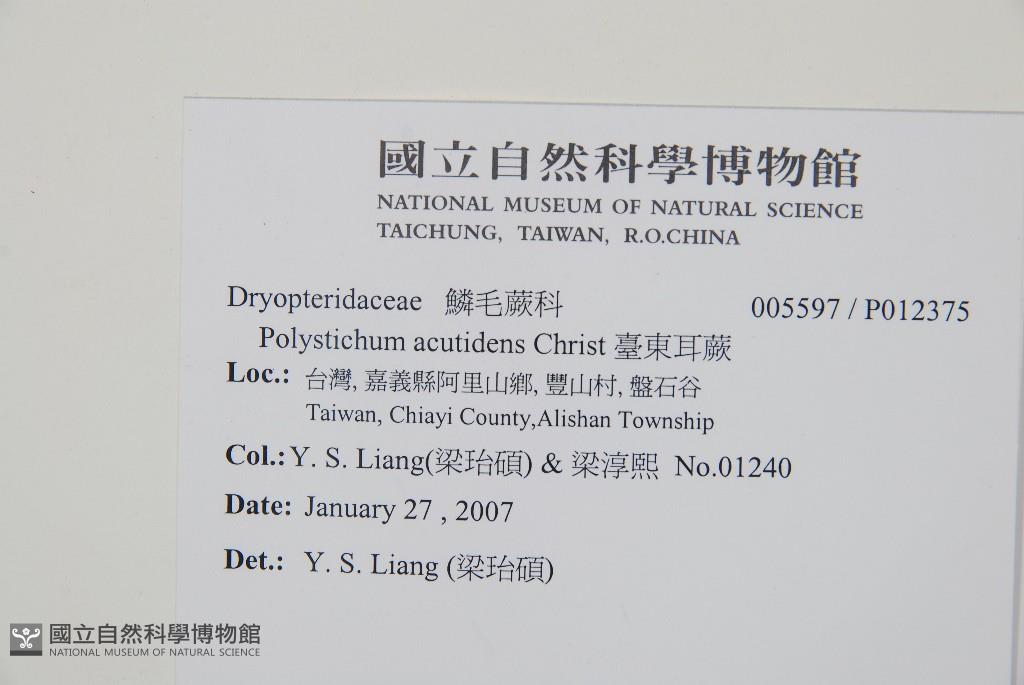 國立自然科學博物館
NATIONAL MUSEUM OF NATURAL SCIENCE
TAICHUNG, TAIWAN, R.O.CHINA
Dryopteridaceae 鱗毛蕨科 005597 / P012375
Polystichum acutidens Christ 臺東耳蕨
Loc.: 台灣, 嘉義縣阿里山鄉, 豐山村, 盤石谷
Taiwan, Chiayi County,Alishan Township
Col.: Y. S. Liang(梁珆碩) & 梁淳熙 No.01240
Date: January 27 , 2007
Det.: Y. S. Liang (梁珆碩)
國立自然科學博物館
NATIONAL MUSEUM OF NATURAL SCIENCE